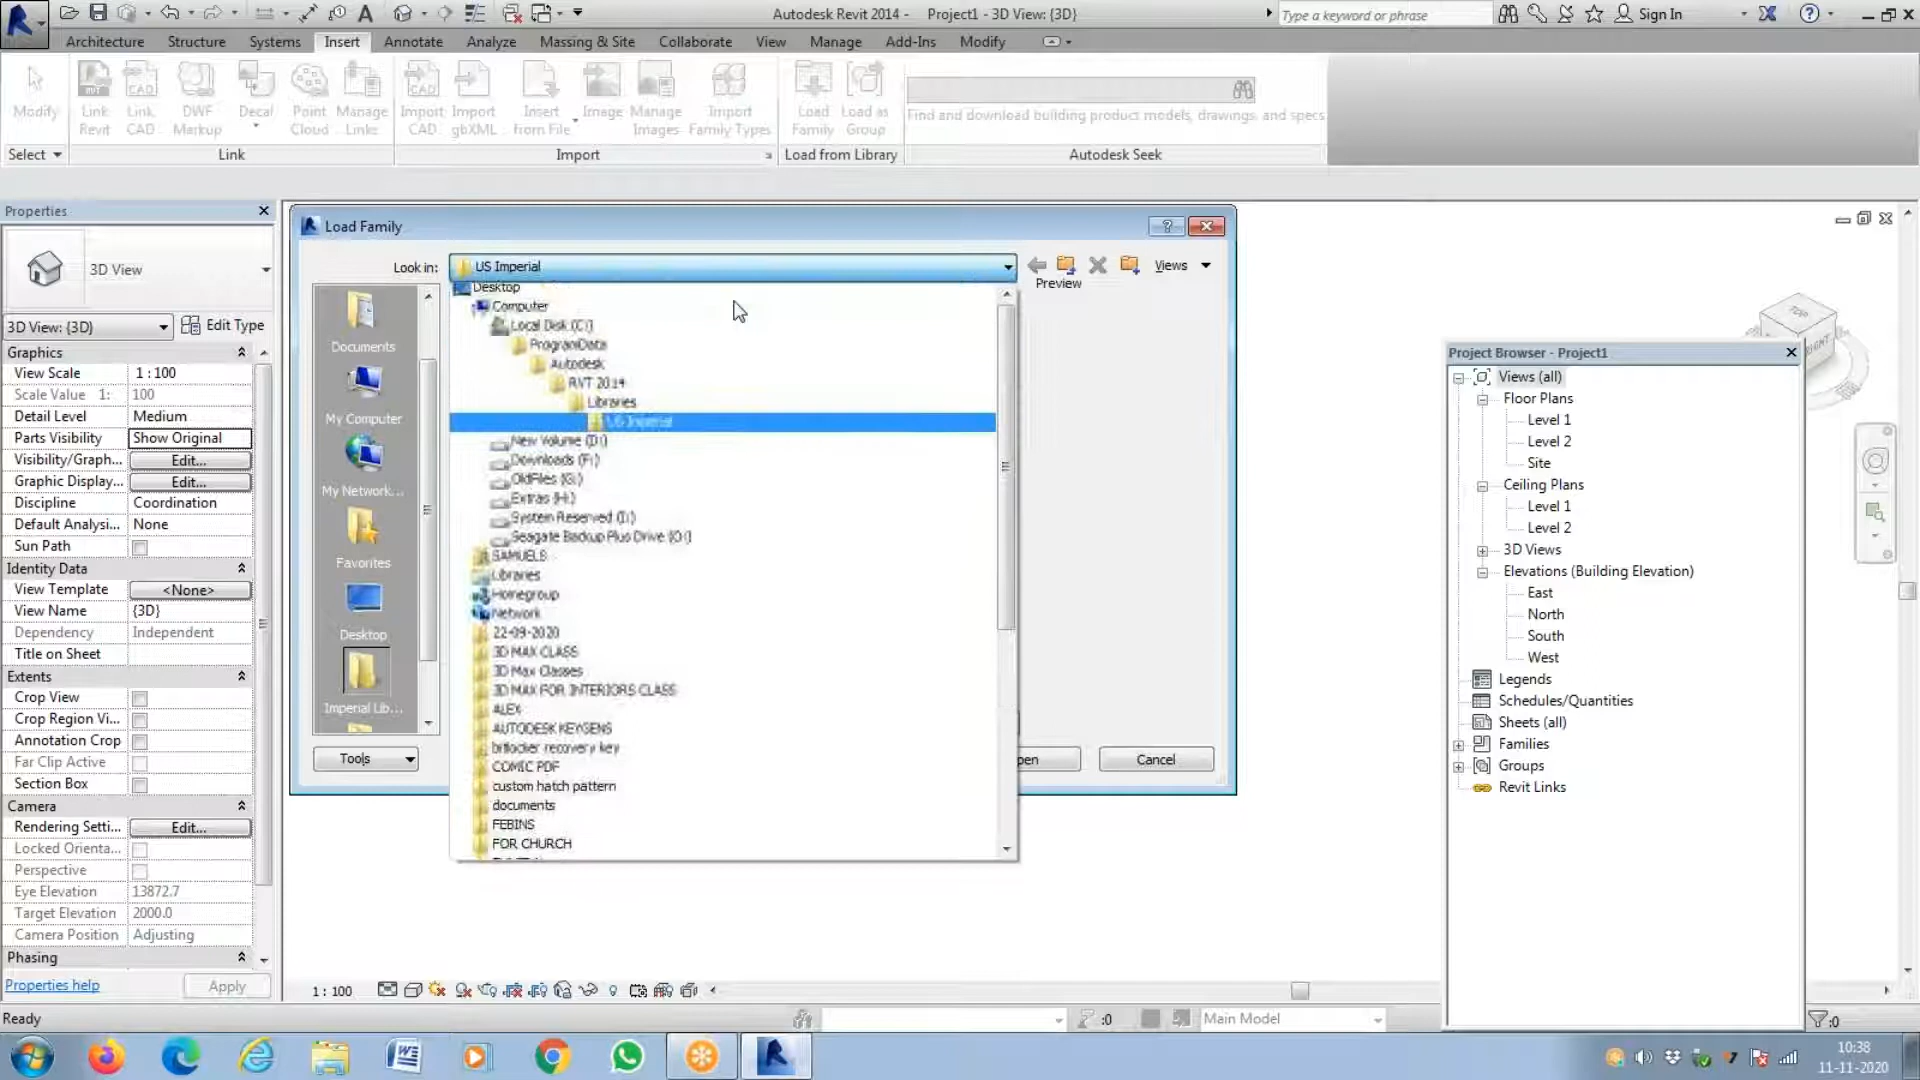 Autodesk Revit 2014 - Project1 - 3D View: {3D}
Type a keyword or phrase
Sign In
Architecture Structure Systems Insert Annotate Analyze Massing & Site Collaborate View Manage Add-Ins Modify
Modify
Link Revit
Link CAD
DWF Markup
Decal
Point Cloud
Manage Links
Import CAD
Import gbXML
Insert from File
Image
Manage Images
Import Family Types
Load Family
Load as Group
Find and download building product models, drawings, and specs
Select
Link
Import
Load from Library
Autodesk Seek
Properties
3D View
3D View: {3D}
Edit Type
Graphics
View Scale 1 : 100
Scale Value 1: 100
Detail Level Medium
Parts Visibility Show Original
Visibility/Graph... Edit...
Graphic Display... Edit...
Discipline Coordination
Default Analysi... None
Sun Path
Identity Data
View Template <None>
View Name {3D}
Dependency Independent
Title on Sheet
Extents
Crop View
Crop Region Vi...
Annotation Crop
Far Clip Active
Section Box
Camera
Rendering Setti... Edit...
Locked Orienta...
Perspective
Eye Elevation 13872.7
Target Elevation 2000.0
Camera Position Adjusting
Phasing
Properties help
Apply
Load Family
Look in: US Imperial
Views
Preview
Documents
My Computer
My Network...
Favorites
Desktop
Imperial Lib...
Tools
Desktop
Computer
Local Disk (C:)
ProgramData
Autodesk
RVT 2014
Libraries
US Imperial
New Volume (D:)
Downloads (F:)
OldFiles (G:)
Extras (H:)
System Reserved (I:)
Seagate Backup Plus Drive (O:)
SAMUELS
Libraries
Homegroup
Network
22-09-2020
3D MAX CLASS
3D Max Classes
3D MAX FOR INTERIORS CLASS
ALEX
AUTODESK KEYGENS
bitlocker recovery key
COMIC PDF
custom hatch pattern
documents
FEBINS
FOR CHURCH
pen
Cancel
TOP
RIGHT
Project Browser - Project1
Views (all)
Floor Plans
Level 1
Level 2
Site
Ceiling Plans
Level 1
Level 2
3D Views
Elevations (Building Elevation)
East
North
South
West
Legends
Schedules/Quantities
Sheets (all)
Families
Groups
Revit Links
1 : 100
Ready
:0
Main Model
:0
10:38
11-11-2020